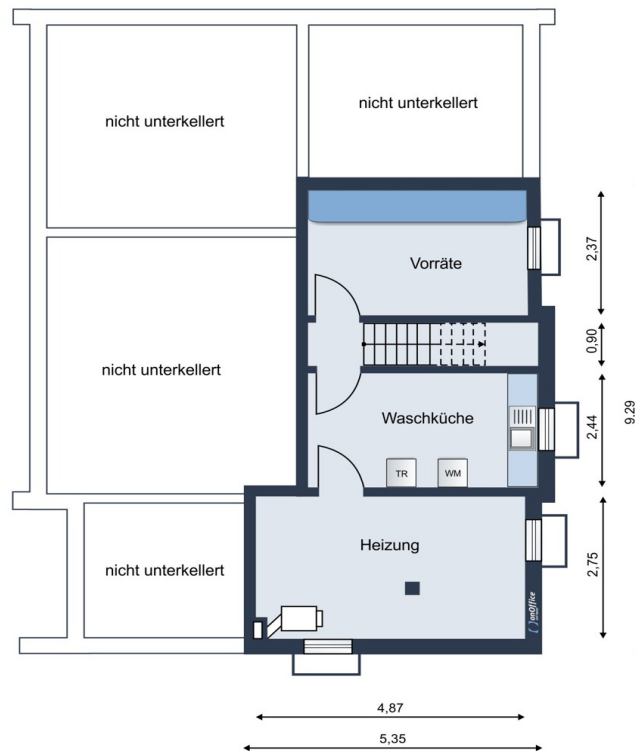 nicht unterkellert
nicht unterkellert
Vorräte
2,37
0,90
nicht unterkellert
Waschküche
2,44
9.29
TR
WM
Heizung
2,75
nicht unterkellert
onOffice
4,87
5,35